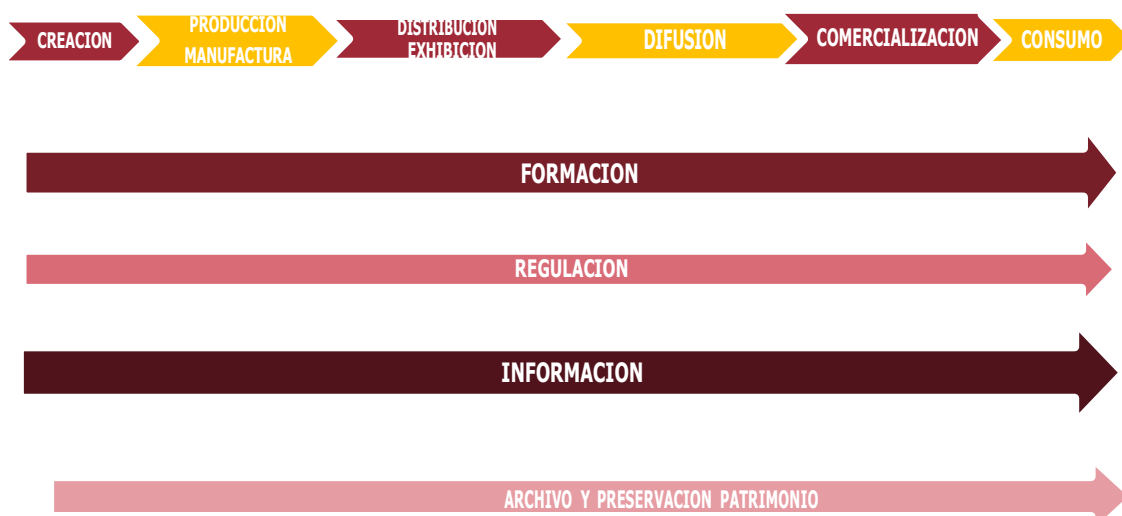 CREACION
PRODUCCION
MANUFACTURA
DISTRIBUCION
EXHIBICION
DIFUSION
COMERCIALIZACION
CONSUMO
FORMACION
REGULACION
INFORMACION
ARCHIVO Y PRESERVACION PATRIMONIO